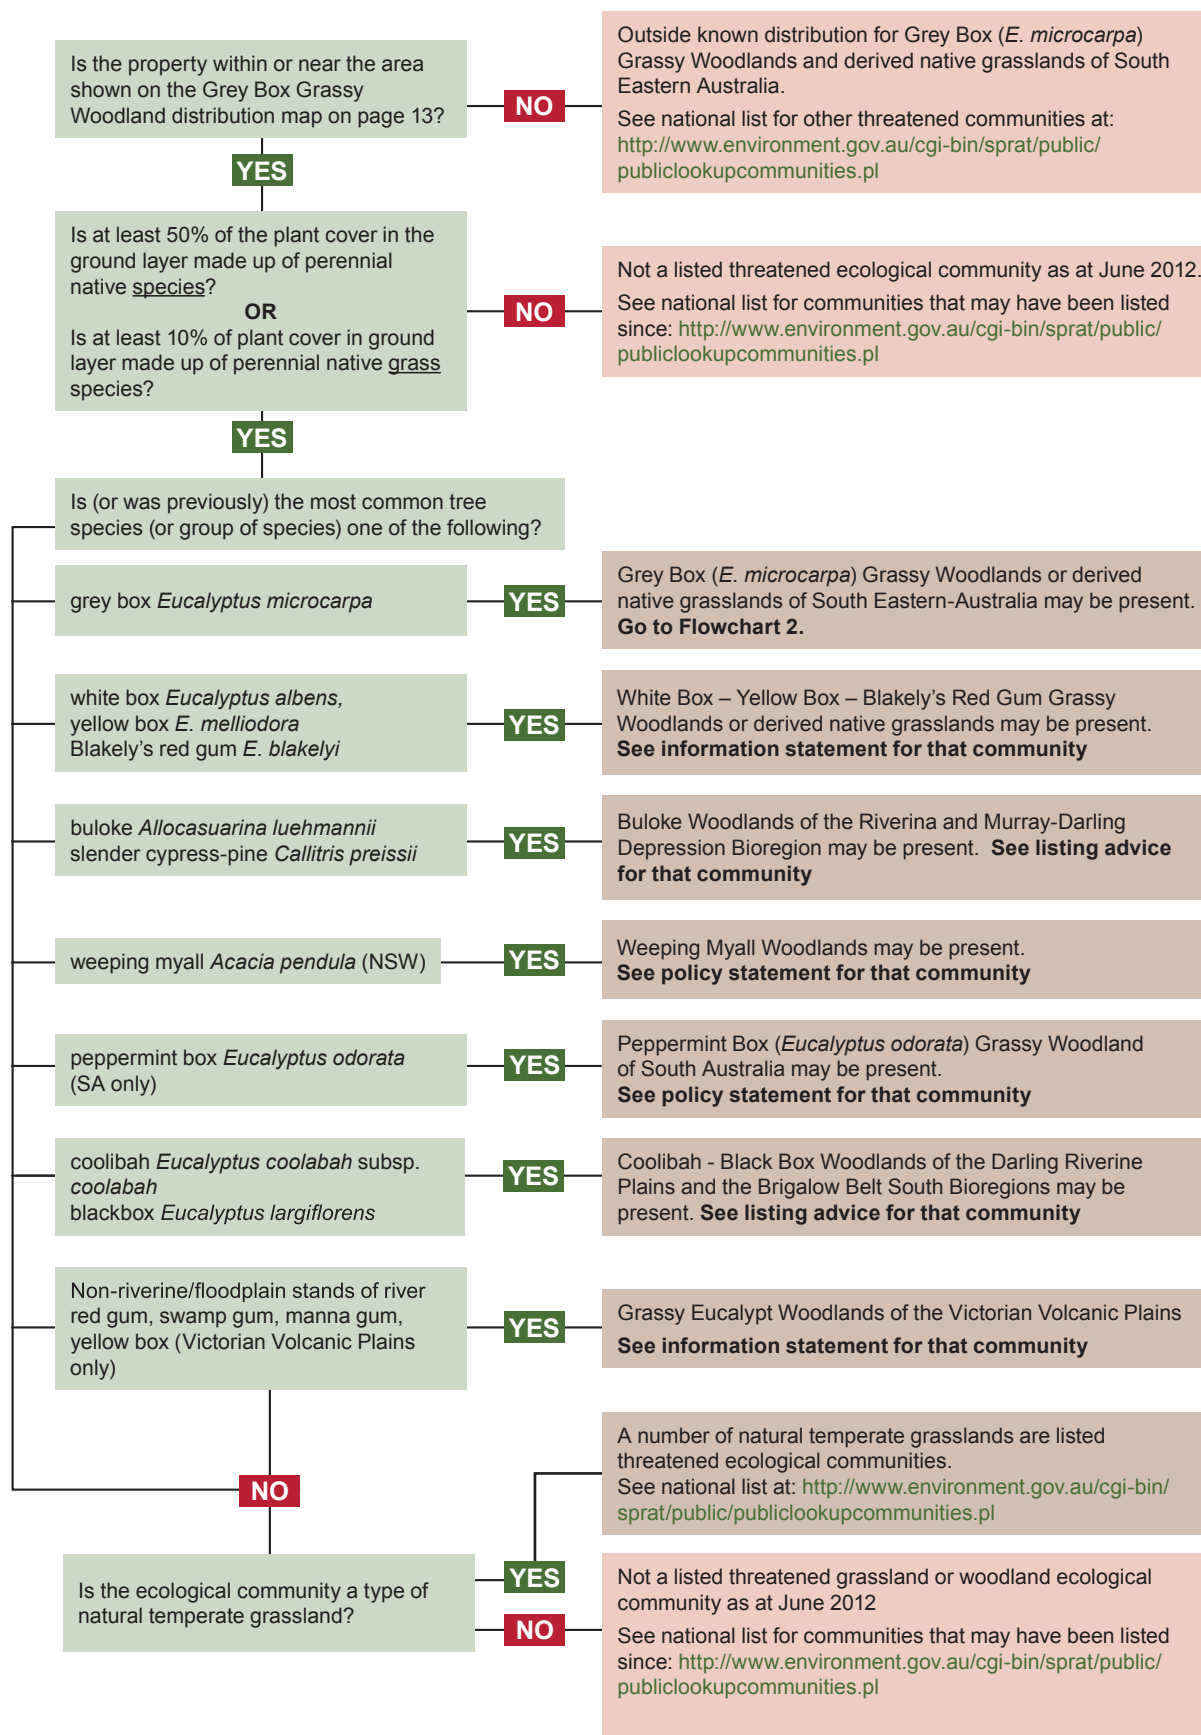 Is the property within or near the area
shown on the Grey Box Grassy
Woodland distribution map on page 13?
NO
Outside known distribution for Grey Box (E. microcarpa)
Grassy Woodlands and derived native grasslands of South
Eastern Australia.
See national list for other threatened communities at:
http://www.environment.gov.au/cgi-bin/sprat/public/
publiclookupcommunities.pl
YES
Is at least 50% of the plant cover in the
ground layer made up of perennial
native species?
OR
Is at least 10% of plant cover in ground
layer made up of perennial native grass
species?
NO
Not a listed threatened ecological community as at June 2012.
See national list for communities that may have been listed
since: http://www.environment.gov.au/cgi-bin/sprat/public/
publiclookupcommunities.pl
YES
Is (or was previously) the most common tree
species (or group of species) one of the following?
grey box Eucalyptus microcarpa
YES
Grey Box (E. microcarpa) Grassy Woodlands or derived
native grasslands of South Eastern-Australia may be present.
Go to Flowchart 2.
white box Eucalyptus albens,
yellow box E. melliodora
Blakely's red gum E. blakelyi
YES
White Box – Yellow Box – Blakely's Red Gum Grassy
Woodlands or derived native grasslands may be present.
See information statement for that community
buloke Allocasuarina luehmannii
slender cypress-pine Callitris preissii
YES
Buloke Woodlands of the Riverina and Murray-Darling
Depression Bioregion may be present. See listing advice
for that community
weeping myall Acacia pendula (NSW)
YES
Weeping Myall Woodlands may be present.
See policy statement for that community
peppermint box Eucalyptus odorata
(SA only)
YES
Peppermint Box (Eucalyptus odorata) Grassy Woodland
of South Australia may be present.
See policy statement for that community
coolibah Eucalyptus coolabah subsp.
coolabah
blackbox Eucalyptus largiflorens
YES
Coolibah - Black Box Woodlands of the Darling Riverine
Plains and the Brigalow Belt South Bioregions may be
present. See listing advice for that community
Non-riverine/floodplain stands of river
red gum, swamp gum, manna gum,
yellow box (Victorian Volcanic Plains
only)
YES
Grassy Eucalypt Woodlands of the Victorian Volcanic Plains
See information statement for that community
NO
A number of natural temperate grasslands are listed
threatened ecological communities.
See national list at: http://www.environment.gov.au/cgi-bin/
sprat/public/publiclookupcommunities.pl
Is the ecological community a type of
natural temperate grassland?
YES
NO
Not a listed threatened grassland or woodland ecological
community as at June 2012
See national list for communities that may have been listed
since: http://www.environment.gov.au/cgi-bin/sprat/public/
publiclookupcommunities.pl